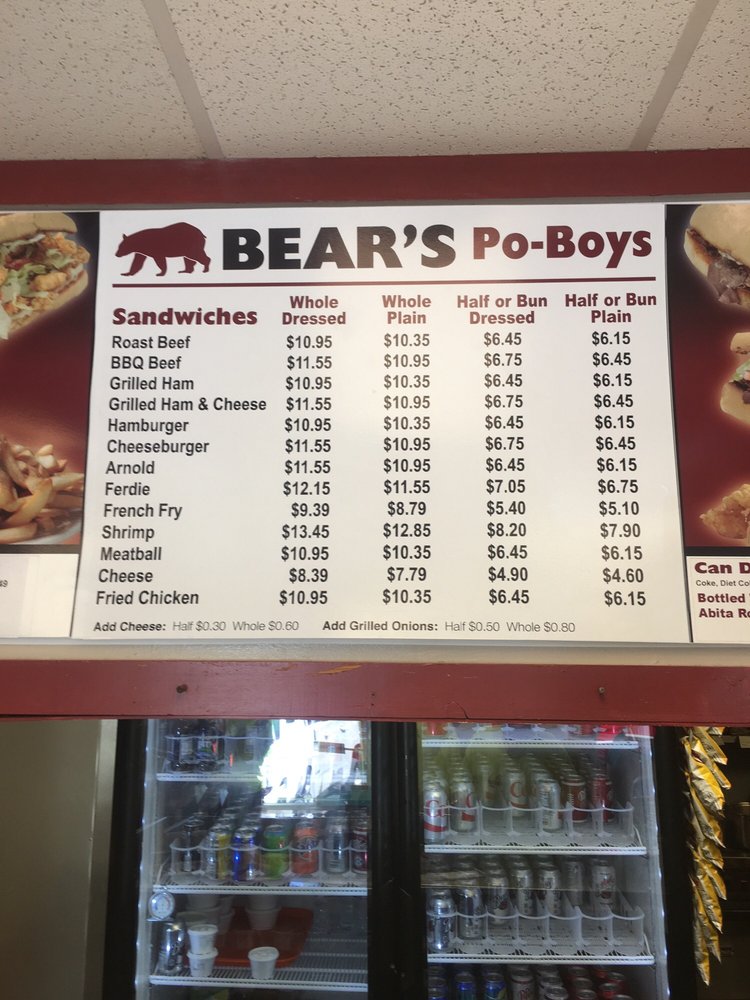 BEAR'S Po-Boys
Sandwiches Whole Dressed Whole Plain Half or Bun Dressed Half or Bun Plain
Roast Beef $10.95 $10.35 $6.45 $6.15
BBQ Beef $11.55 $10.95 $6.75 $6.45
Grilled Ham $10.95 $10.35 $6.45 $6.15
Grilled Ham & Cheese $11.55 $10.95 $6.75 $6.45
Hamburger $10.95 $10.35 $6.45 $6.15
Cheeseburger $11.55 $10.95 $6.75 $6.45
Arnold $11.55 $10.95 $6.45 $6.15
Ferdie $12.15 $11.55 $7.05 $6.75
French Fry $9.39 $8.79 $5.40 $5.10
Shrimp $13.45 $12.85 $8.20 $7.90
Meatball $10.95 $10.35 $6.45 $6.15
Cheese $8.39 $7.79 $4.90 $4.60
Fried Chicken $10.95 $10.35 $6.45 $6.15
Add Cheese: Half $0.30 Whole $0.60 Add Grilled Onions: Half $0.50 Whole $0.80
49
Can D
Coke, Diet Co
Bottled
Abita Ro